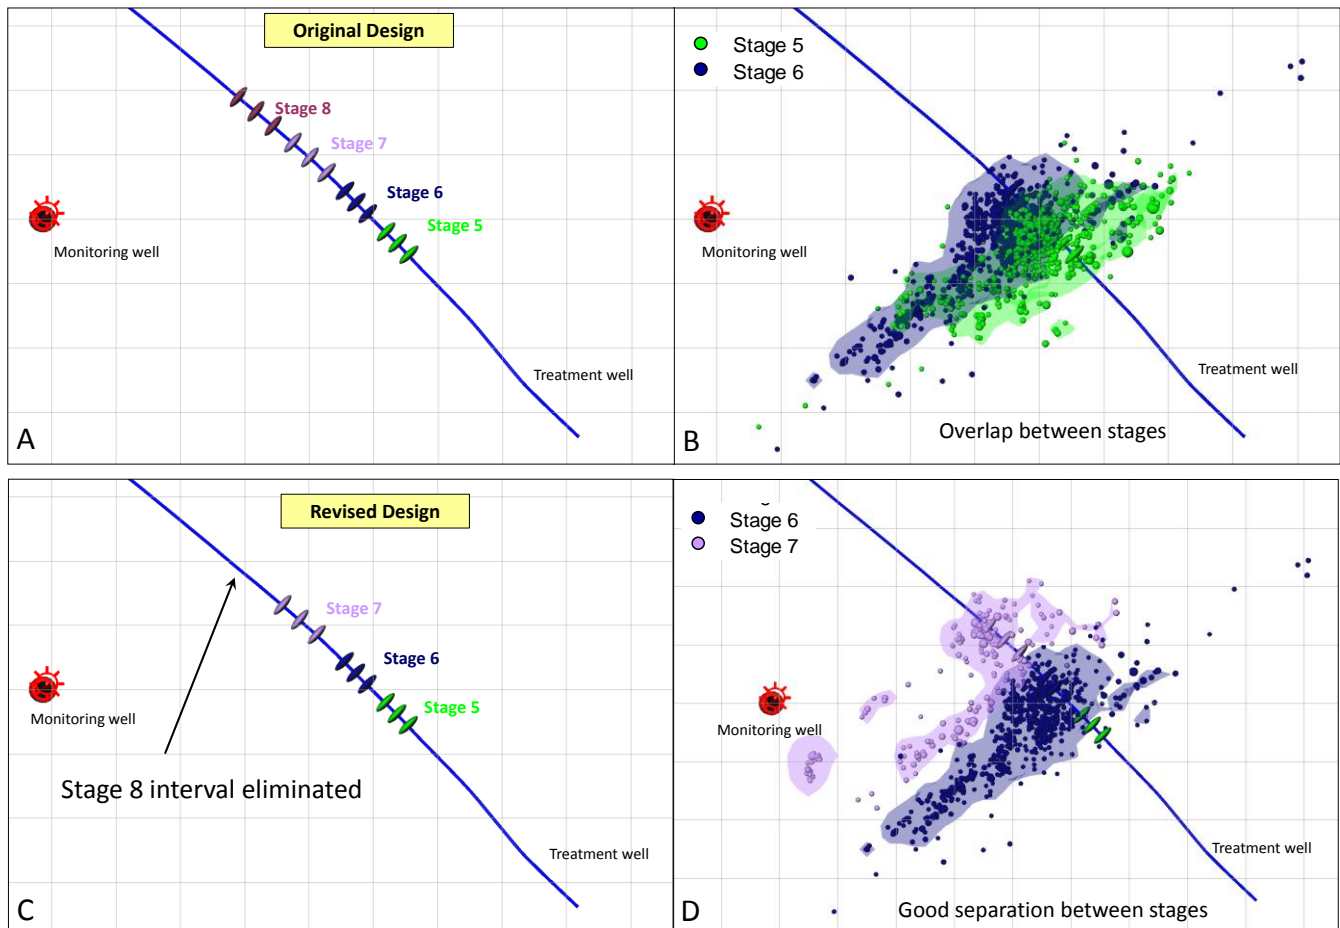 Original Design
Stage 8
Stage 7
Stage 6
Stage 5
Monitoring well
Treatment well
A
Stage 5
Stage 6
Monitoring well
Treatment well
Overlap between stages
B
Revised Design
Stage 7
Stage 6
Stage 5
Monitoring well
Stage 8 interval eliminated
Treatment well
C
Stage 6
Stage 7
Monitoring well
Treatment well
Good separation between stages
D